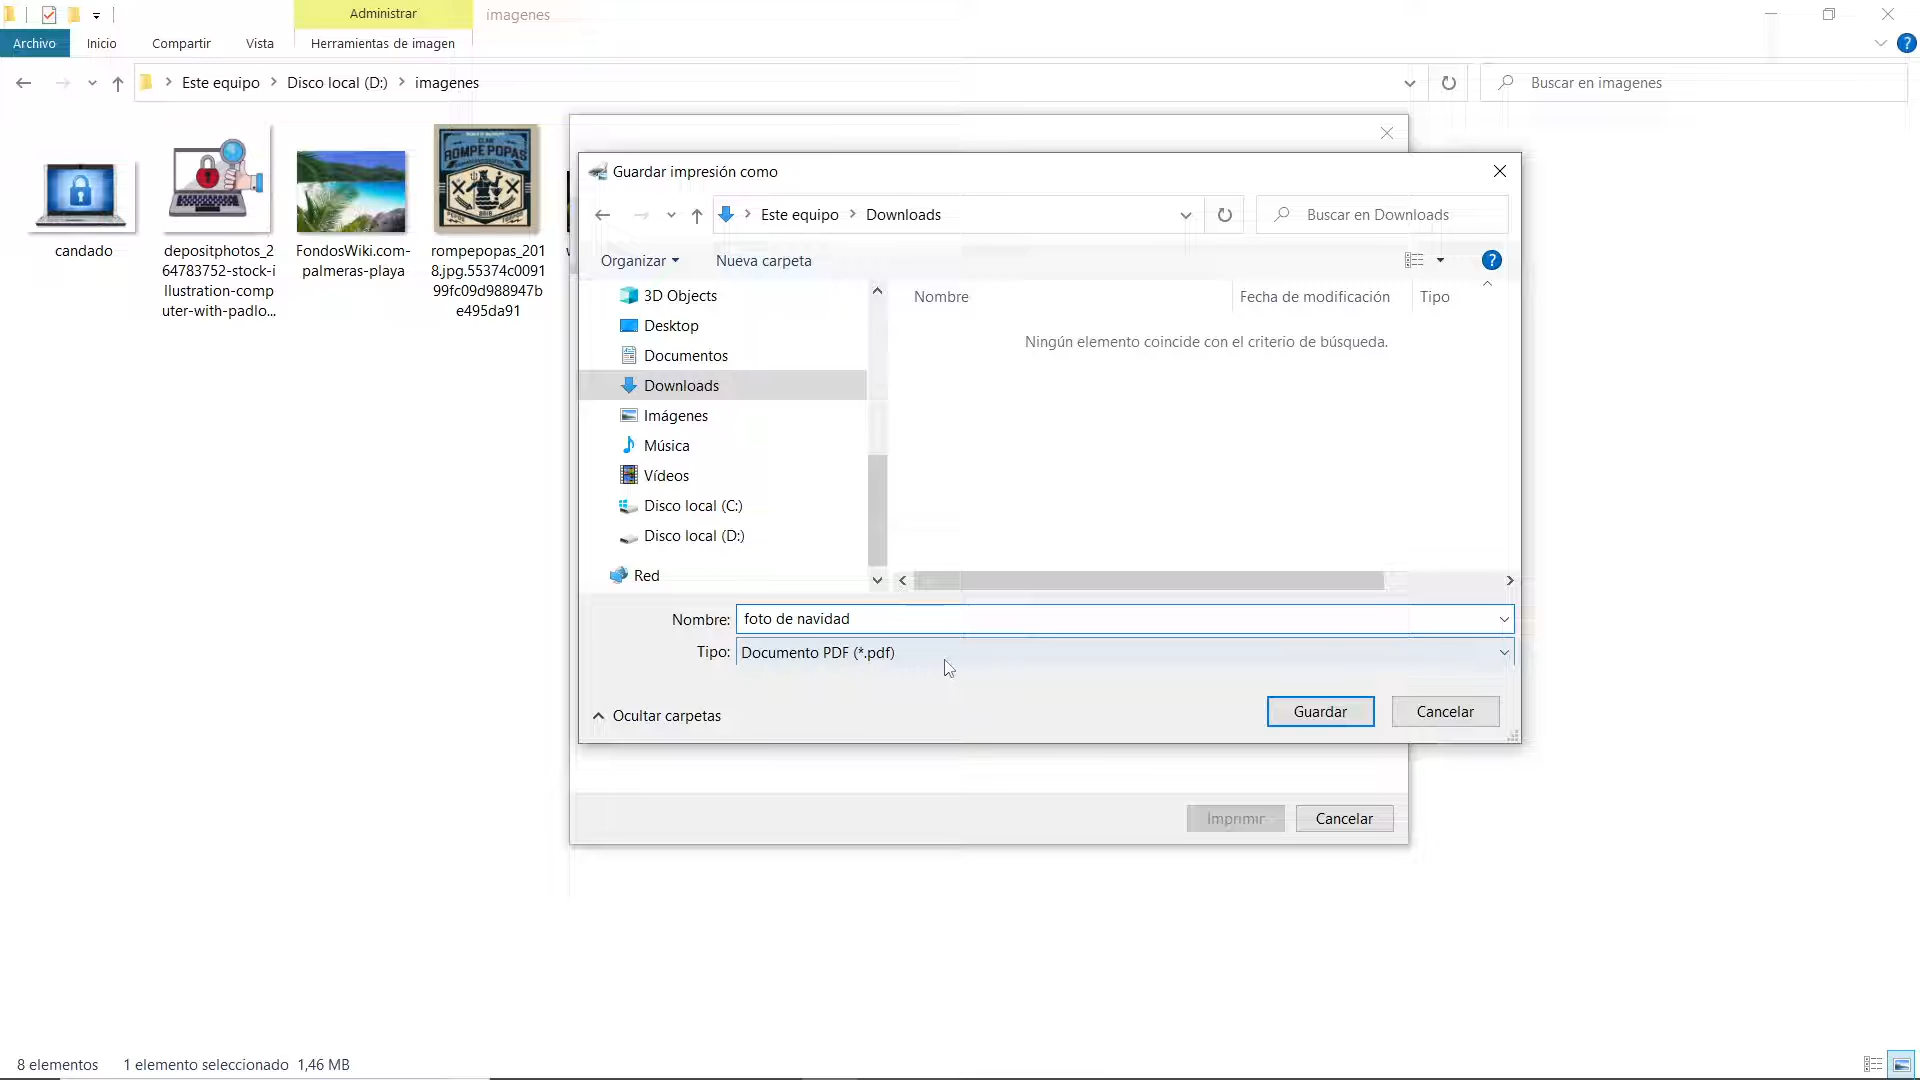 Administrar
imagenes
Archivo
Inicio
Compartir
Vista
Herramientas de imagen
Este equipo
Disco local (D:)
imagenes
Buscar en imagenes
ROMPE POPAS
candado
depositphotos_2
64783752-stock-i
llustration-comp
uter-with-padlo...
FondosWiki.com-
palmeras-playa
rompepopas_201
8.jpg.55374c0091
99fc09d988947b
e495da91
Guardar impresión como
Este equipo
Downloads
Buscar en Downloads
Organizar
Nueva carpeta
3D Objects
Desktop
Documentos
Downloads
Imágenes
Música
Vídeos
Disco local (C:)
Disco local (D:)
Red
Nombre
Fecha de modificación
Tipo
Ningún elemento coincide con el criterio de búsqueda.
Nombre:
foto de navidad
Tipo:
Documento PDF (*.pdf)
Ocultar carpetas
Guardar
Cancelar
Imprimir
Cancelar
8 elementos
1 elemento seleccionado 1,46 MB